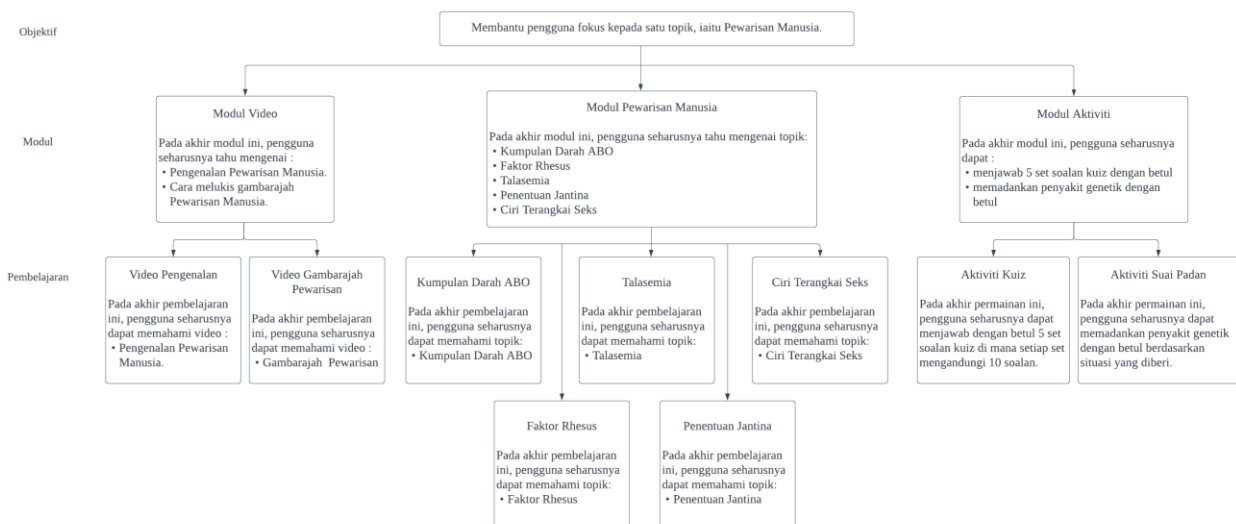 Objektif
Membantu pengguna fokus kepada satu topik, iaitu Pewarisan Manusia.
Modul
Modul Video
Pada akhir modul ini, pengguna
seharusnya tahu mengenai :
• Pengenalan Pewarisan Manusia.
• Cara melukis gambarajah
Pewarisan Manusia.
Modul Pewarisan Manusia
Pada akhir modul ini, pengguna seharusnya tahu mengenai topik:
• Kumpulan Darah ABO
• Faktor Rhesus
• Talasemia
• Penentuan Jantina
• Ciri Terangkai Seks
Modul Aktiviti
Pada akhir modul ini, pengguna seharusnya
dapat :
• menjawab 5 set soalan kuiz dengan betul
• memadankan penyakit genetik dengan
betul
Pembelajaran
Video Pengenalan
Pada akhir pembelajaran
ini, pengguna seharusnya
dapat memahami video :
• Pengenalan Pewarisan
Manusia.
Video Gambarajah
Pewarisan
Pada akhir pembelajaran
ini, pengguna seharusnya
dapat memahami video :
• Gambarajah Pewarisan
Kumpulan Darah ABO
Pada akhir pembelajaran
ini, pengguna seharusnya
dapat memahami topik:
• Kumpulan Darah ABO
Talasemia
Pada akhir pembelajaran
ini, pengguna seharusnya
dapat memahami topik:
• Talasemia
Ciri Terangkai Seks
Pada akhir pembelajaran
ini, pengguna seharusnya
dapat memahami topik:
• Ciri Terangkai Seks
Aktiviti Kuiz
Pada akhir permainan ini,
pengguna seharusnya dapat
menjawab dengan betul 5 set
soalan kuiz di mana setiap set
mengandungi 10 soalan.
Aktiviti Suai Padan
Pada akhir permainan ini,
pengguna seharusnya dapat
memadankan penyakit genetik
dengan betul berdasarkan
situasi yang diberi.
Faktor Rhesus
Pada akhir pembelajaran
ini, pengguna seharusnya
dapat memahami topik:
• Faktor Rhesus
Penentuan Jantina
Pada akhir pembelajaran
ini, pengguna seharusnya
dapat memahami topik:
• Penentuan Jantina